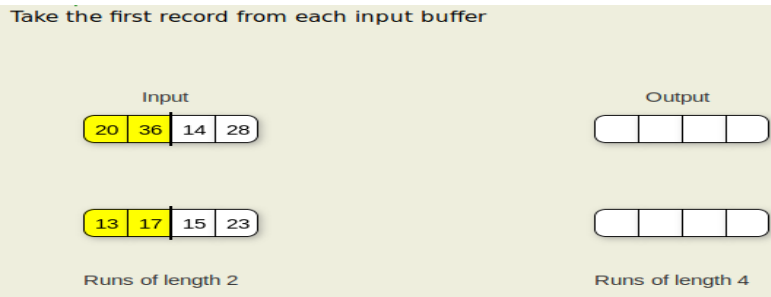 Take the first record from each input buffer
Input Output
20 36 14 28
13 17 15 23
Runs of length 2 Runs of length 4